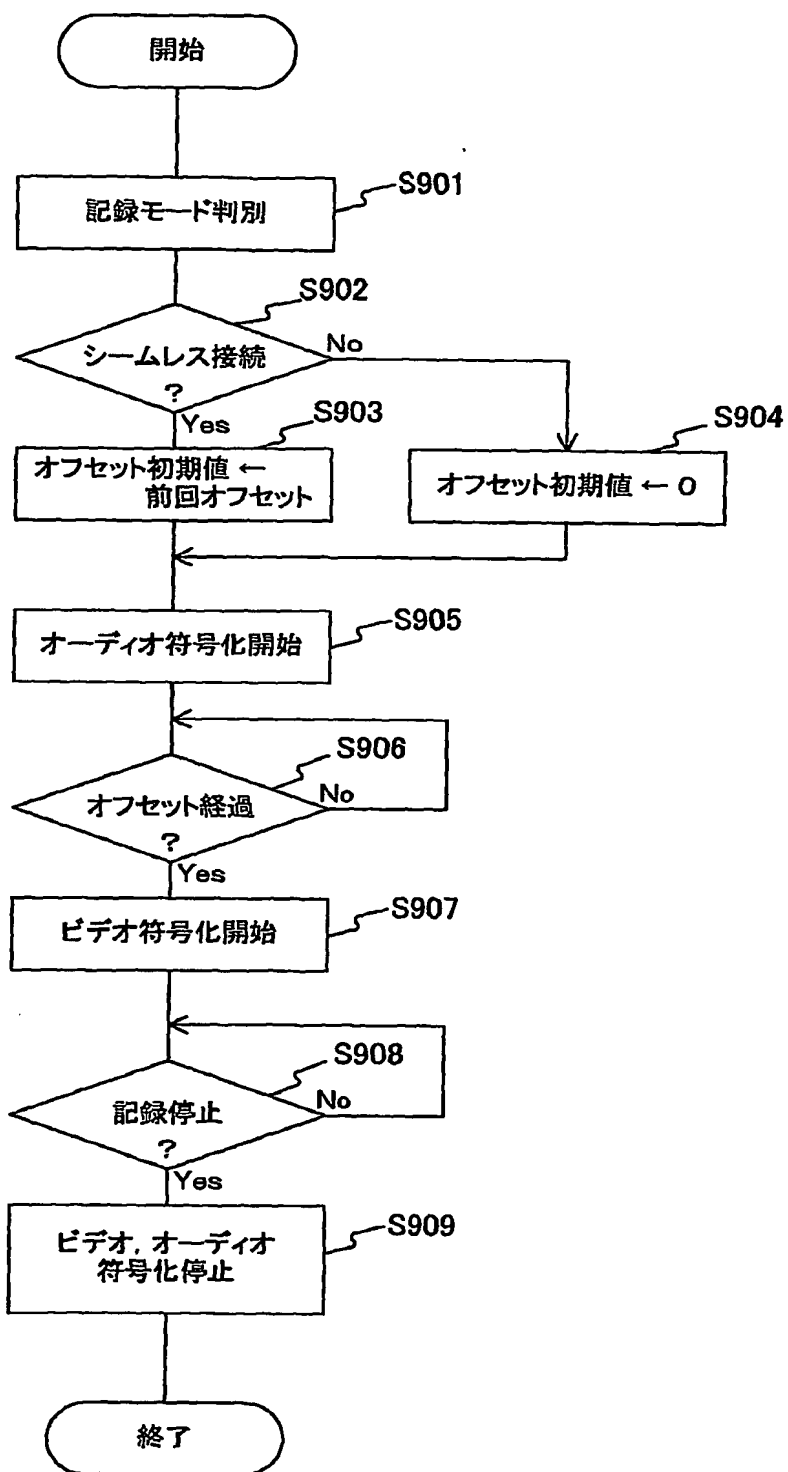 開始
S901
記録モード判別
S902
シームレス接続
?
No
Yes
S903
オフセット初期値 ←
前回オフセット
S904
オフセット初期値 ← 0
S905
オーディオ符号化開始
S906
オフセット経過
?
No
Yes
S907
ビデオ符号化開始
S908
記録停止
?
No
Yes
S909
ビデオ, オーディオ
符号化停止
終了